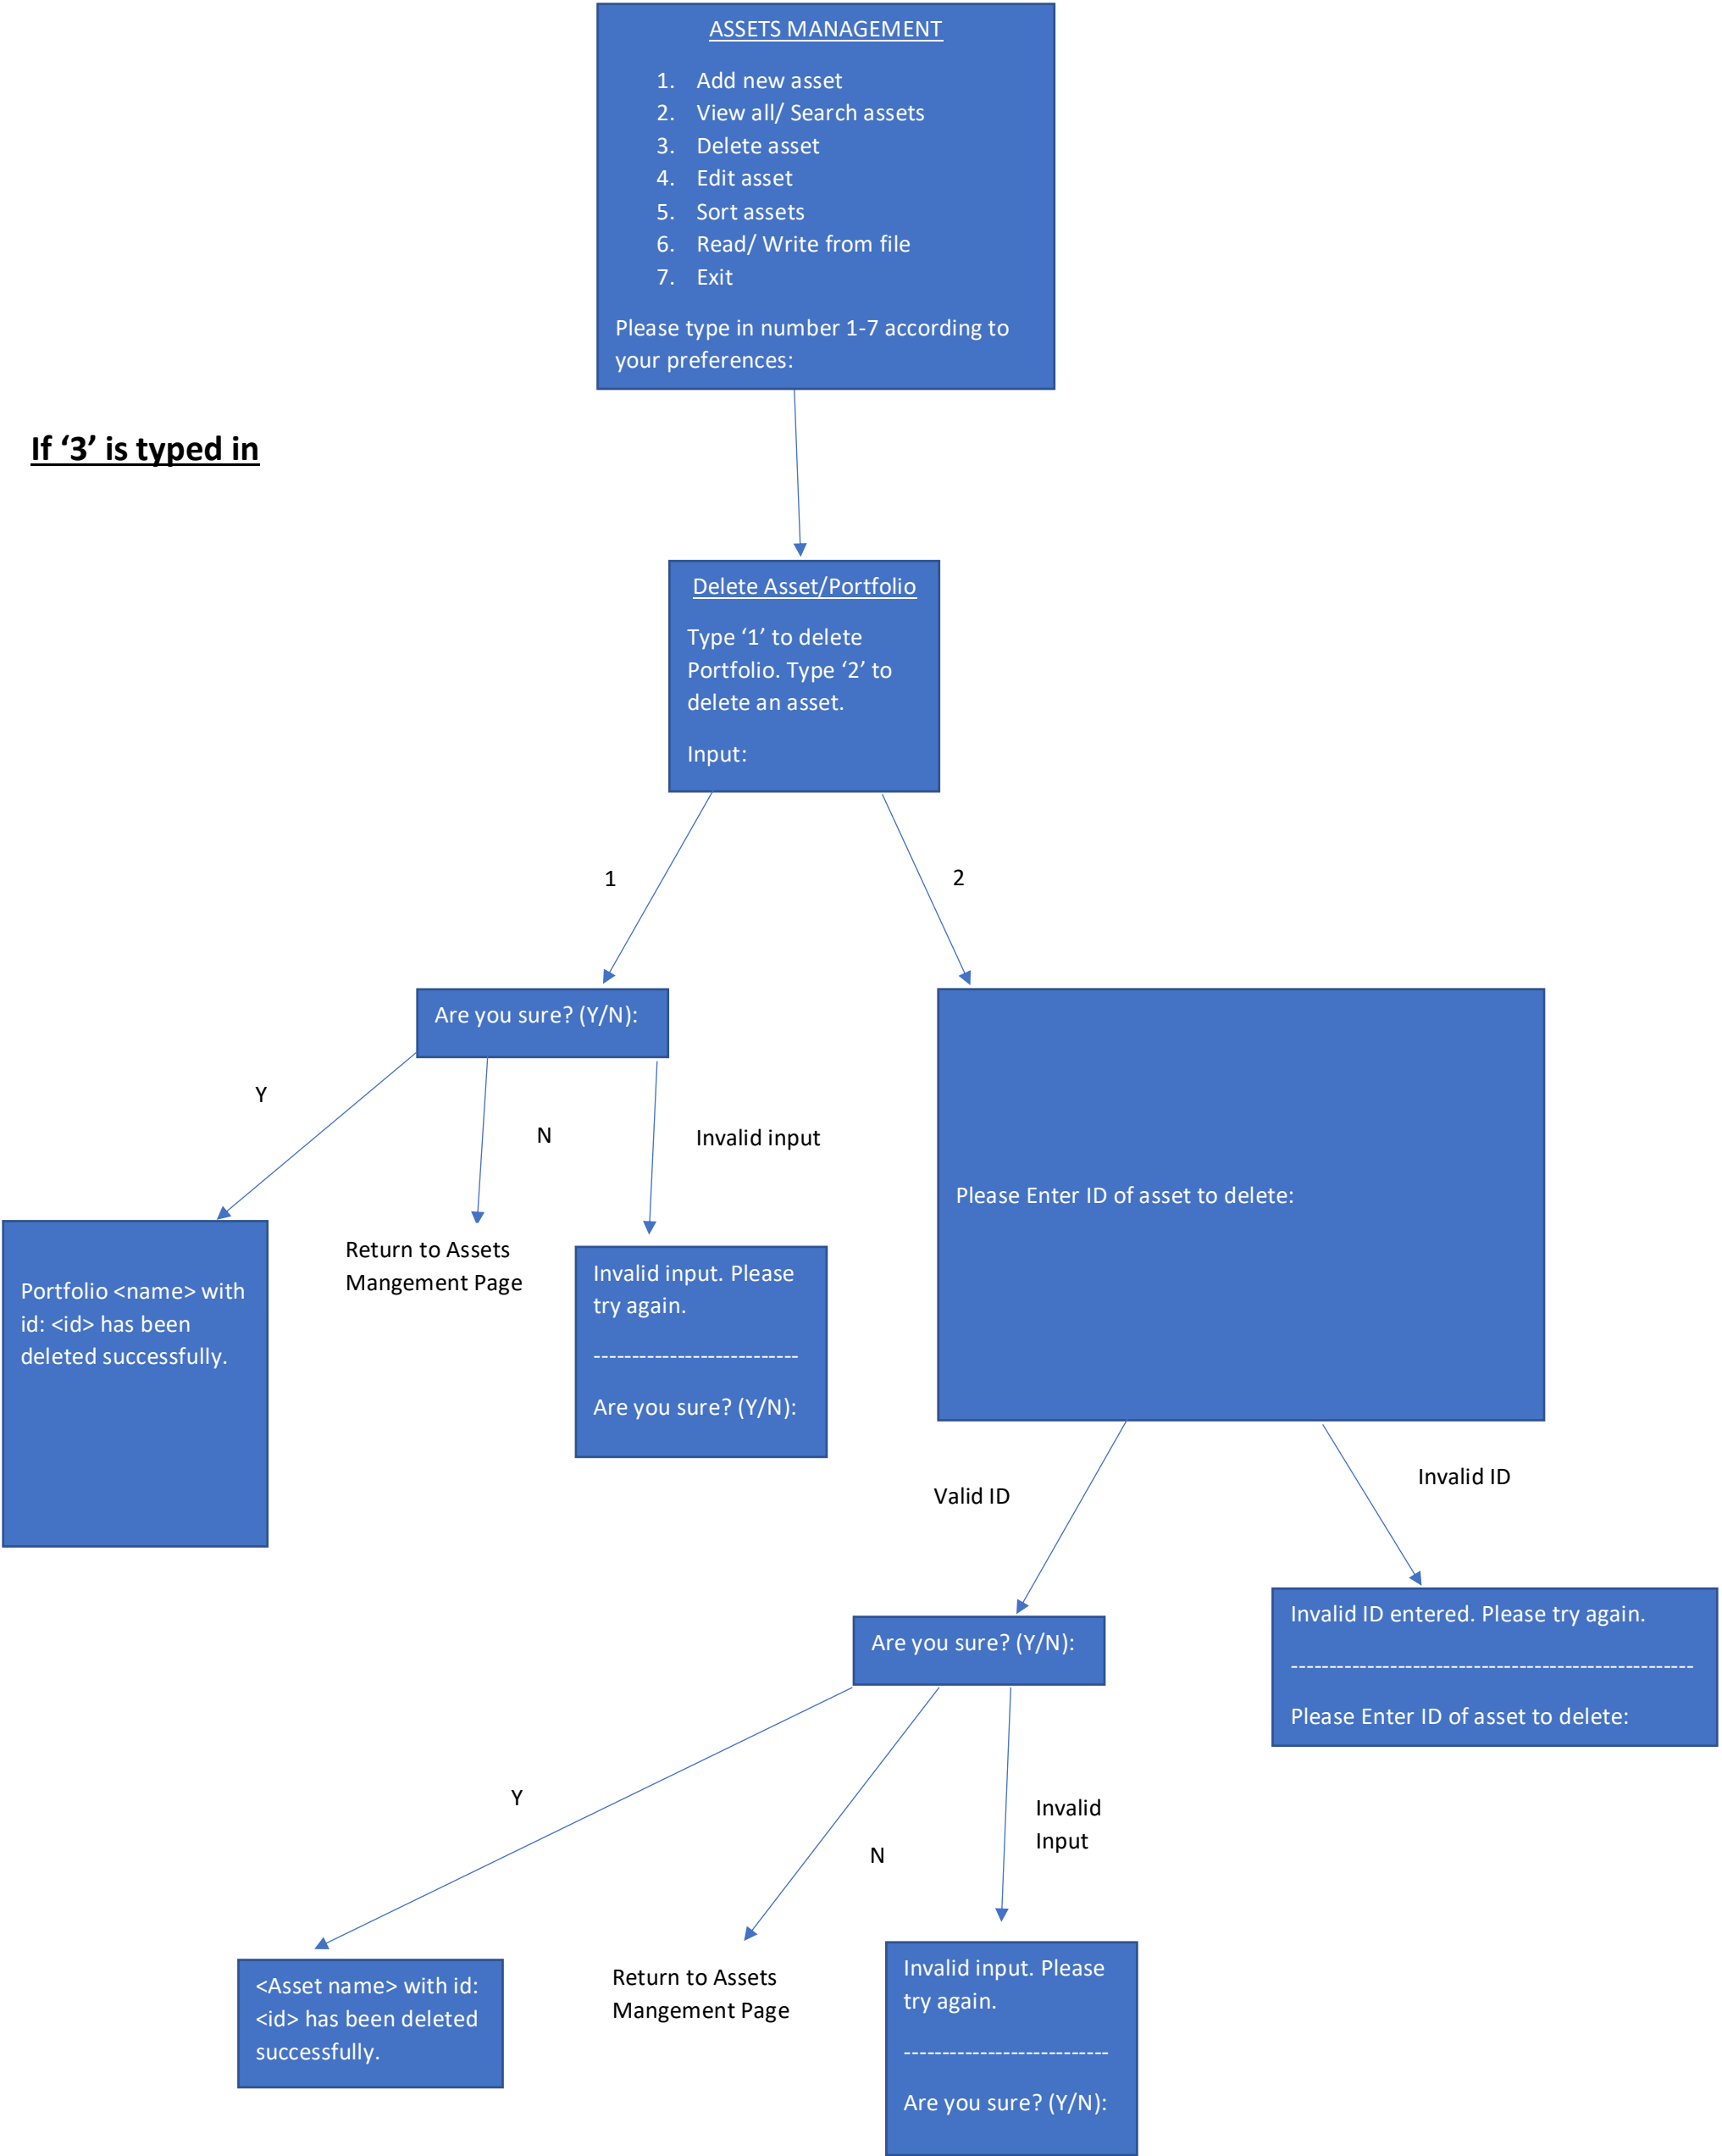 ASSETS MANAGEMENT
1. Add new asset
2. View all/ Search assets
3. Delete asset
4. Edit asset
5. Sort assets
6. Read/ Write from file
7. Exit
Please type in number 1-7 according to
your preferences:
If ‘3’ is typed in
Delete Asset/Portfolio
Type ‘1’ to delete
Portfolio. Type ‘2’ to
delete an asset.
Input:
1
2
Are you sure? (Y/N):
Y
N
Invalid input
Portfolio <name> with
id: <id> has been
deleted successfully.
Return to Assets
Mangement Page
Invalid input. Please
try again.
---------------------------
Are you sure? (Y/N):
Please Enter ID of asset to delete:
Valid ID
Invalid ID
Are you sure? (Y/N):
Invalid ID entered. Please try again.
-----------------------------------------------------
Please Enter ID of asset to delete:
Y
N
Invalid
Input
<Asset name> with id:
<id> has been deleted
successfully.
Return to Assets
Mangement Page
Invalid input. Please
try again.
---------------------------
Are you sure? (Y/N):